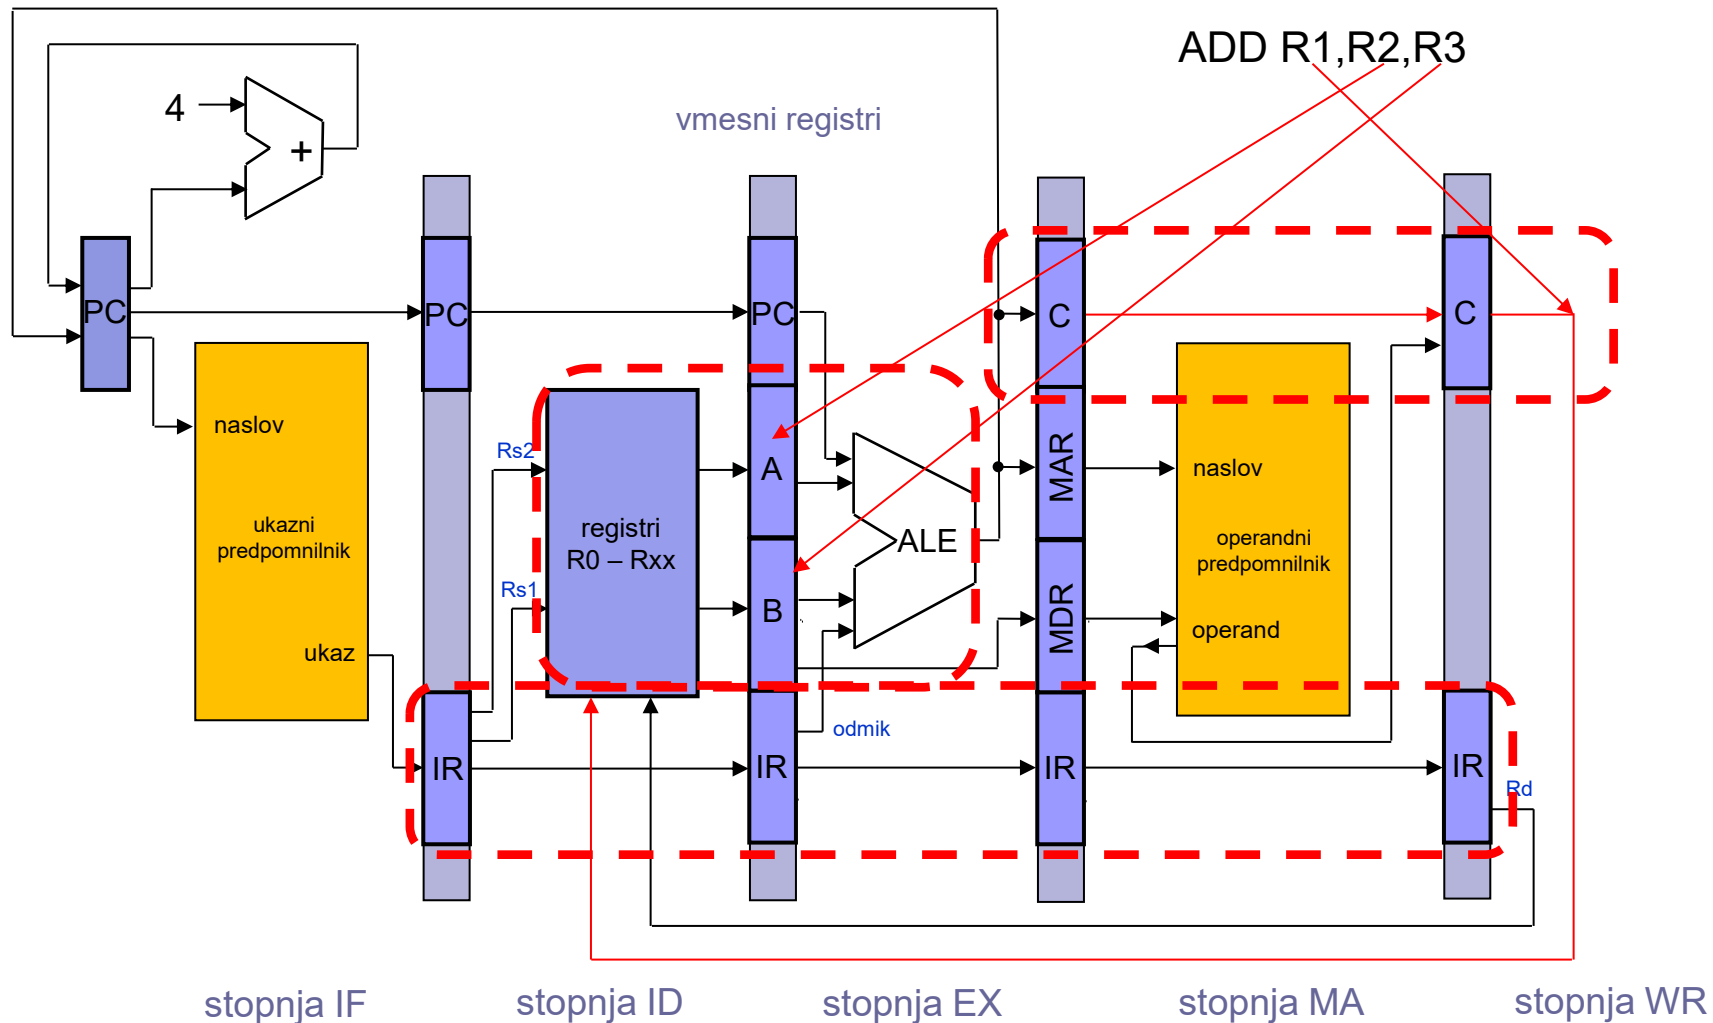 ADD R1,R2,R3
4
+
vmesni registri
PC
PC
PC
C
C
naslov
ukazni
predpomnilnik
ukaz
Rs2
Rs1
registri
R0 – Rxx
A
B
ALE
MAR
MDR
naslov
operandni
predpomnilnik
operand
odmik
IR
IR
IR
IR
Rd
stopnja IF
stopnja ID
stopnja EX
stopnja MA
stopnja WR